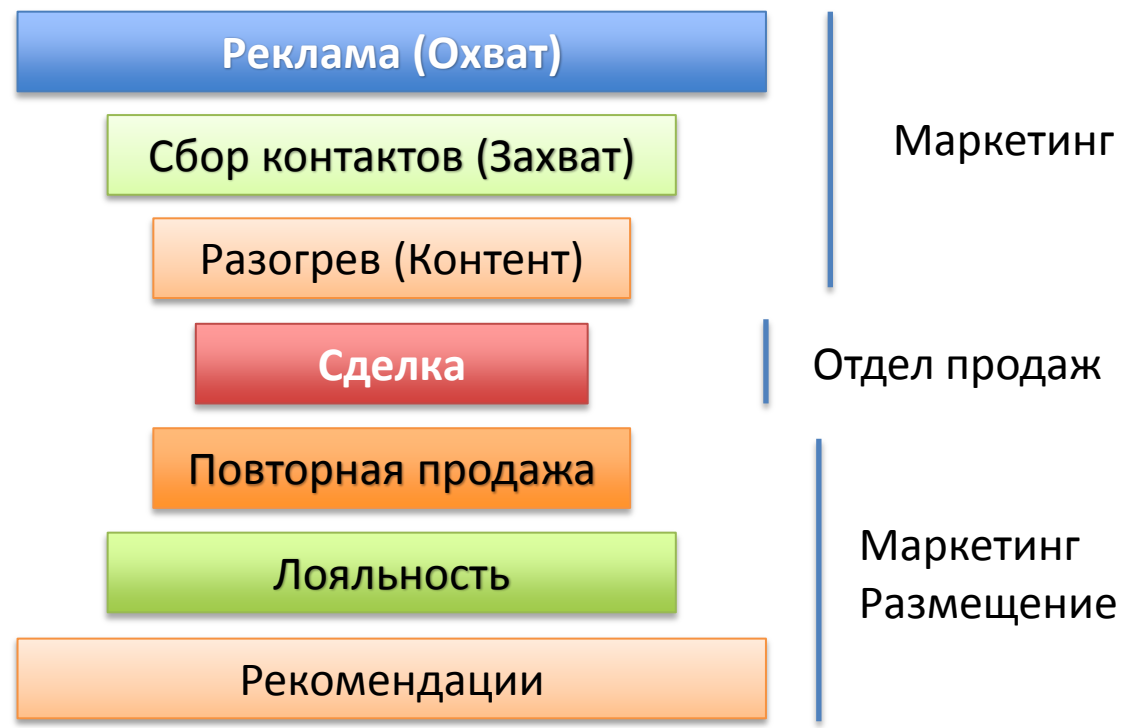 Реклама (Охват)
Сбор контактов (Захват)
Разогрев (Контент)
Маркетинг
Сделка
Отдел продаж
Повторная продажа
Лояльность
Рекомендации
Маркетинг
Размещение